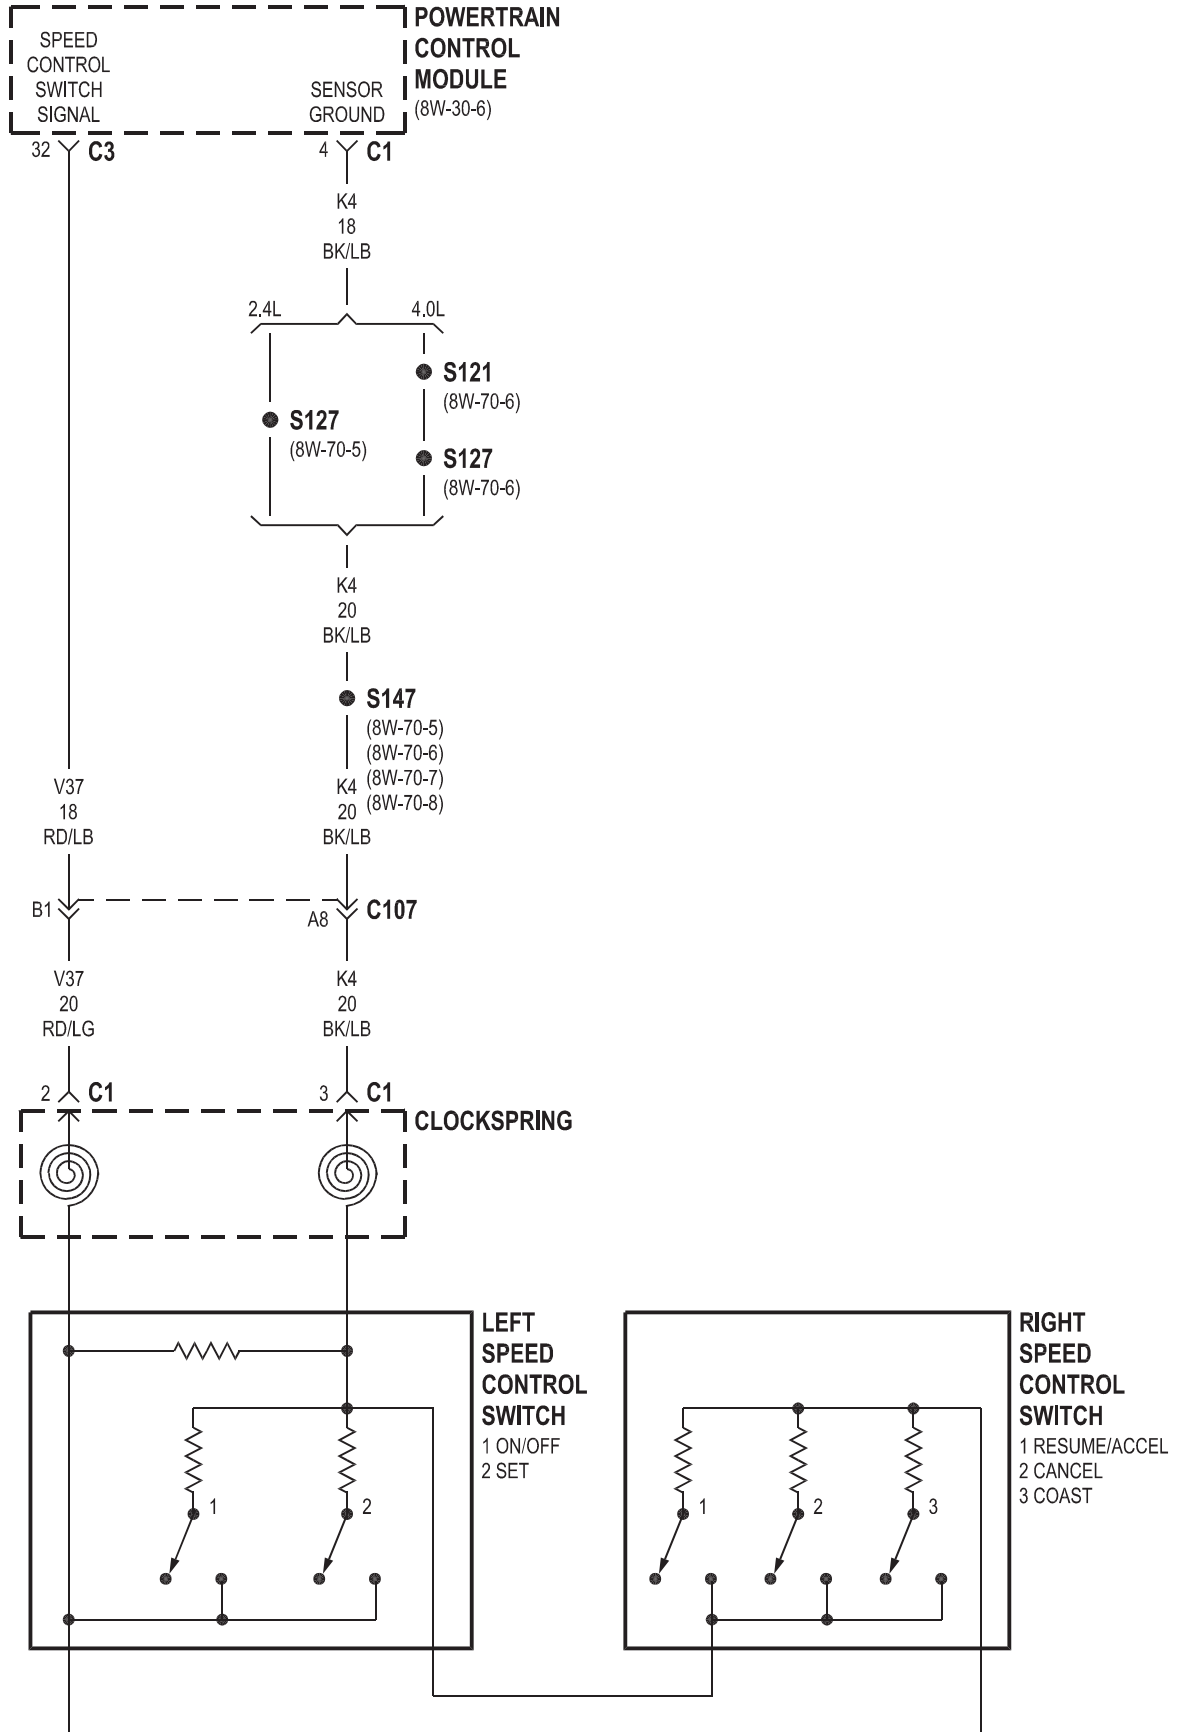 POWERTRAIN
CONTROL
MODULE
(8W-30-6)
SPEED
CONTROL
SWITCH
SIGNAL
SENSOR
GROUND
32 C3
4 C1
K4
18
BK/LB
2.4L 4.0L
S121
(8W-70-6)
S127
(8W-70-5)
S127
(8W-70-6)
K4
20
BK/LB
S147
(8W-70-5)
(8W-70-6)
(8W-70-7)
(8W-70-8)
V37
18
RD/LB
K4
20
BK/LB
B1 A8 C107
V37
20
RD/LG
K4
20
BK/LB
2 C1
3 C1
CLOCKSPRING
LEFT
SPEED
CONTROL
SWITCH
1 ON/OFF
2 SET
1 2
RIGHT
SPEED
CONTROL
SWITCH
1 RESUME/ACCEL
2 CANCEL
3 COAST
1 2 3